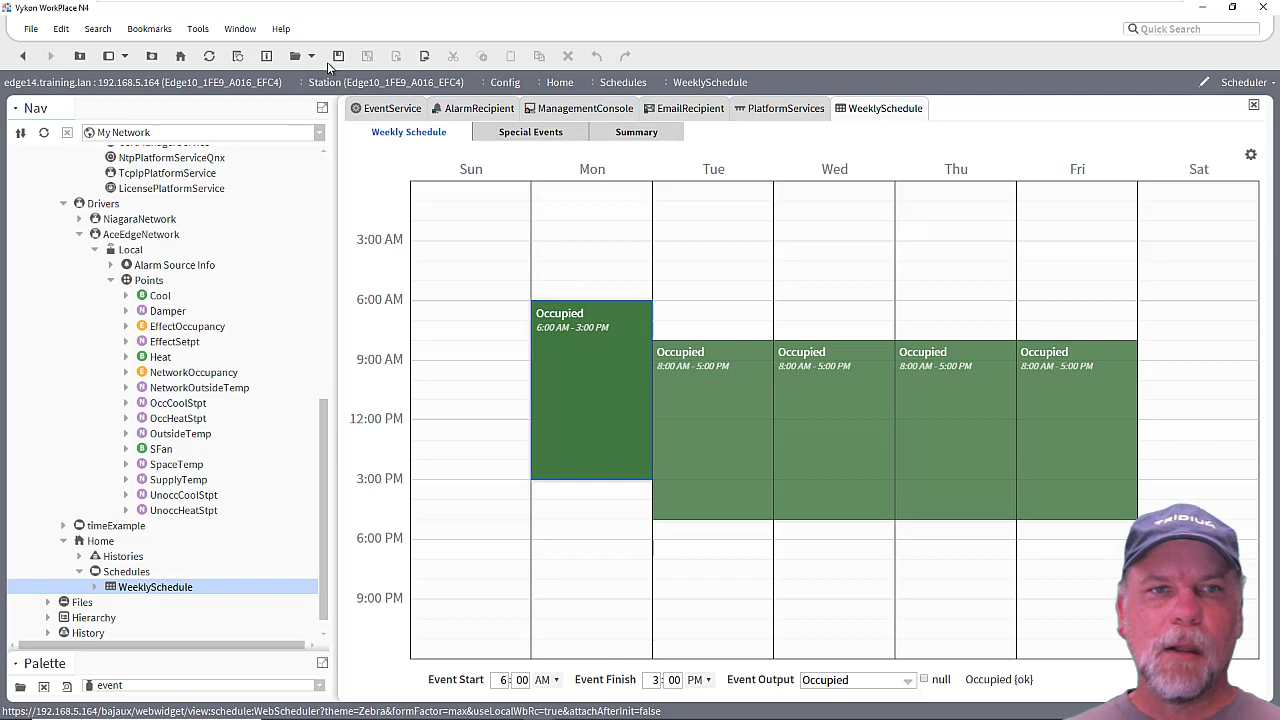 Vykon WorkPlace N4
File Edit Search Bookmarks Tools Window Help
Quick Search
edge14.training.lan : 192.168.5.164 (Edge10_1FE9_A016_EFC4) Station (Edge10_1FE9_A016_EFC4) Config Home Schedules WeeklySchedule Scheduler
Nav
My Network
NtpPlatformServiceQnx
TcpIpPlatformService
LicensePlatformService
Drivers
NiagaraNetwork
AceEdgeNetwork
Local
Alarm Source Info
Points
B Cool
N Damper
E EffectOccupancy
N EffectSetpt
B Heat
E NetworkOccupancy
N NetworkOutsideTemp
N OccCoolStpt
N OccHeatStpt
N OutsideTemp
B SFan
N SpaceTemp
N SupplyTemp
N UnoccCoolStpt
N UnoccHeatStpt
timeExample
Home
Histories
Schedules
WeeklySchedule
Files
Hierarchy
History
Palette
event
EventService AlarmRecipient ManagementConsole EmailRecipient PlatformServices WeeklySchedule
Weekly Schedule Special Events Summary
Sun Mon Tue Wed Thu Fri Sat
3:00 AM
6:00 AM
9:00 AM
12:00 PM
3:00 PM
6:00 PM
9:00 PM
Occupied
6:00 AM - 3:00 PM
Occupied
8:00 AM - 5:00 PM
Occupied
8:00 AM - 5:00 PM
Occupied
8:00 AM - 5:00 PM
Occupied
8:00 AM - 5:00 PM
Event Start 6 : 00 AM Event Finish 3 : 00 PM Event Output Occupied null Occupied {ok}
TRIDIUM
https://192.168.5.164/bajaux/webwidget/view:schedule:WebScheduler?theme=Zebra&formFactor=max&useLocalWbRc=true&attachAfterInit=false